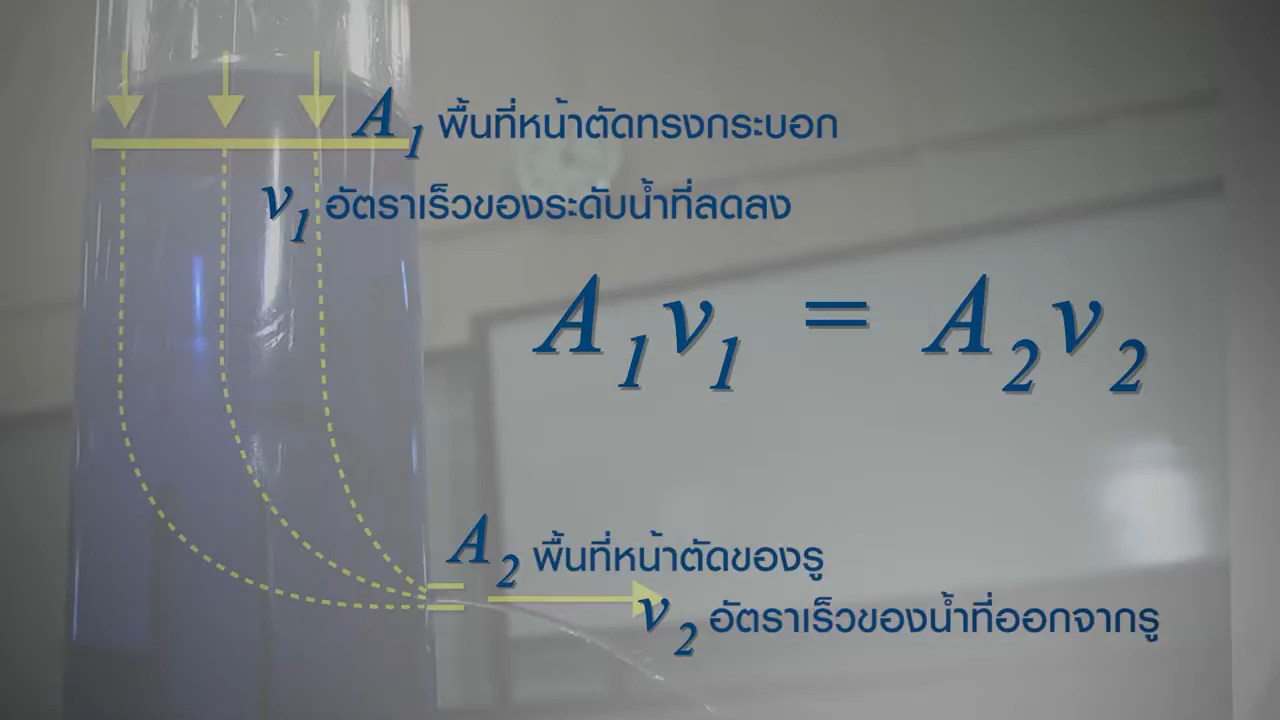 A₁ พื้นที่หน้าตัดทรงกระบอก
v₁ อัตราเร็วของระดับน้ำที่ลดลง
A₁v₁ = A₂v₂
A₂ พื้นที่หน้าตัดของรู
v₂ อัตราเร็วของน้ำที่ออกจากรู